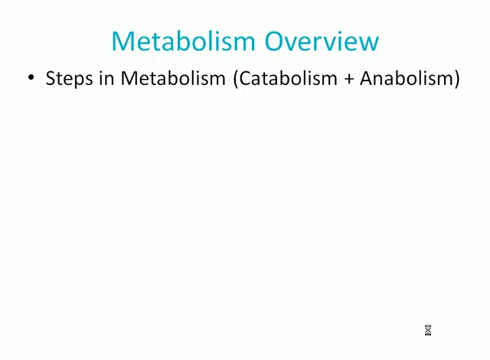 Metabolism Overview
• Steps in Metabolism (Catabolism + Anabolism)